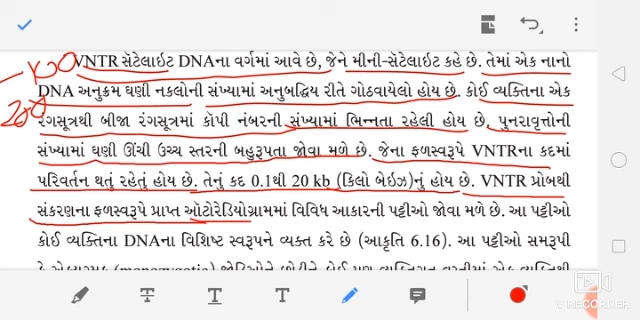 VNTR સૅટેલાઇટ DNAના વર્ગમાં આવે છે, જેને મીની-સૅટેલાઇટ કહે છે. તેમાં એક નાનો
DNA અનુક્રમ ઘણી નકલોની સંખ્યામાં અનુબદ્ધિય રીતે ગોઠવાયેલો હોય છે. કોઈ વ્યક્તિના એક
રંગસૂત્રથી બીજા રંગસૂત્રમાં કોપી નંબરની સંખ્યામાં ભિન્નતા રહેલી હોય છે, પુનરાવૃત્તોની
સંખ્યામાં ઘણી ઊંચી ઉચ્ચ સ્તરની બહુરૂપતા જોવા મળે છે. જેના ફળસ્વરૂપે VNTRના કદમાં
પરિવર્તન થતું રહેતું હોય છે. તેનું કદ 0.1થી 20 kb (કિલો બેઇઝ)નું હોય છે. VNTR પ્રોબથી
સંકરણના ફળસ્વરૂપે પ્રાપ્ત ઑટોરેડિયોગ્રામમાં વિવિધ આકારની પટ્ટીઓ જોવા મળે છે. આ પટ્ટીઓ
કોઈ વ્યક્તિના DNAના વિશિષ્ટ સ્વરૂપને વ્યક્ત કરે છે (આકૃતિ 6.16). આ પટ્ટીઓ સમરૂપી
(monozygotic)
V RECORDER